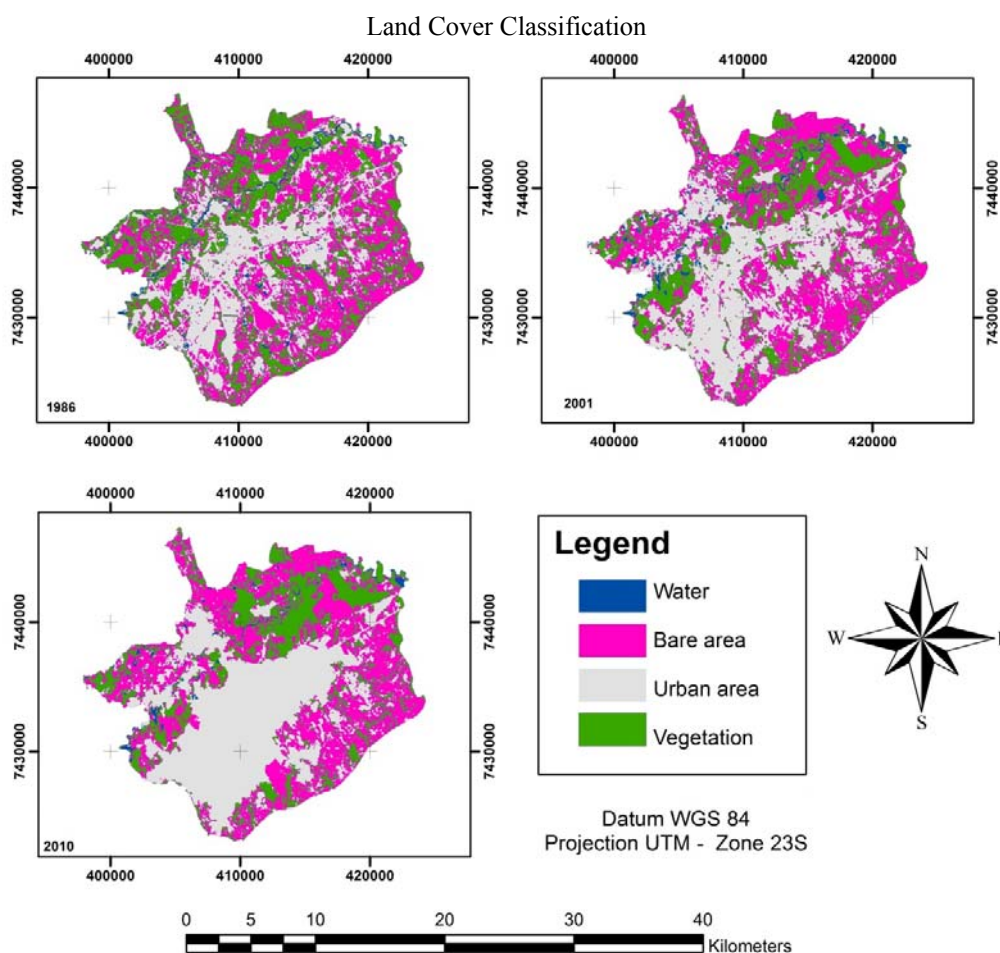 Land Cover Classification
400000 410000 420000
7440000
7430000
7440000
7430000
1986
400000 410000 420000
400000 410000 420000
7440000
7430000
7440000
7430000
2001
400000 410000 420000
400000 410000 420000
7440000
7430000
7440000
7430000
2010
400000 410000 420000
Legend
Water
Bare area
Urban area
Vegetation
N
W
S
Datum WGS 84
Projection UTM - Zone 23S
0 5 10 20 30 40
Kilometers